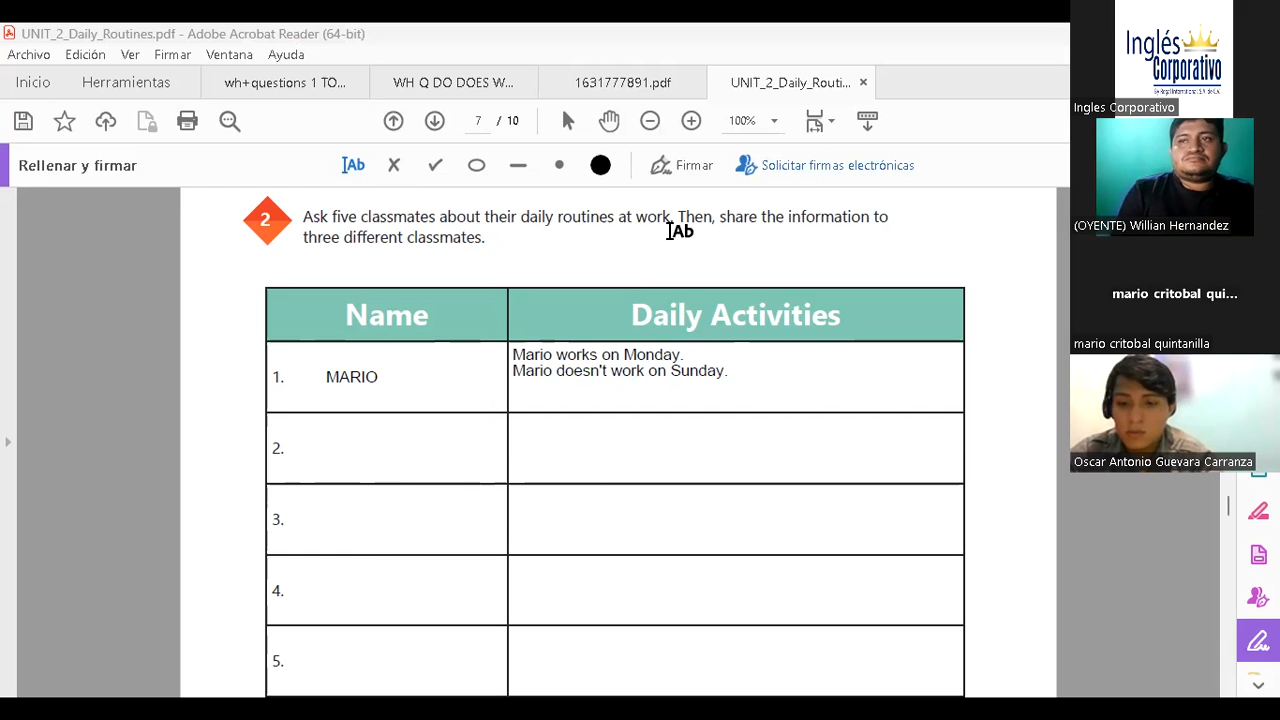 UNIT_2_Daily_Routines.pdf - Adobe Acrobat Reader (64-bit)
Archivo Edición Ver Firmar Ventana Ayuda
Inicio Herramientas wh+questions 1 TO... WH Q DO DOES W... 1631777891.pdf UNIT_2_Daily_Routi... ×
7 / 10 100%
Rellenar y firmar Ab Firmar Solicitar firmas electrónicas
2 Ask five classmates about their daily routines at work. Then, share the information to
three different classmates.
Ab
Name Daily Activities
1. MARIO
Mario works on Monday.
Mario doesn't work on Sunday.
2.
3.
4.
5.
Inglés
Corporativo
Ingles Corporativo
(OYENTE) Willian Hernandez
mario critobal qui...
mario critobal quintanilla
Oscar Antonio Guevara Carranza